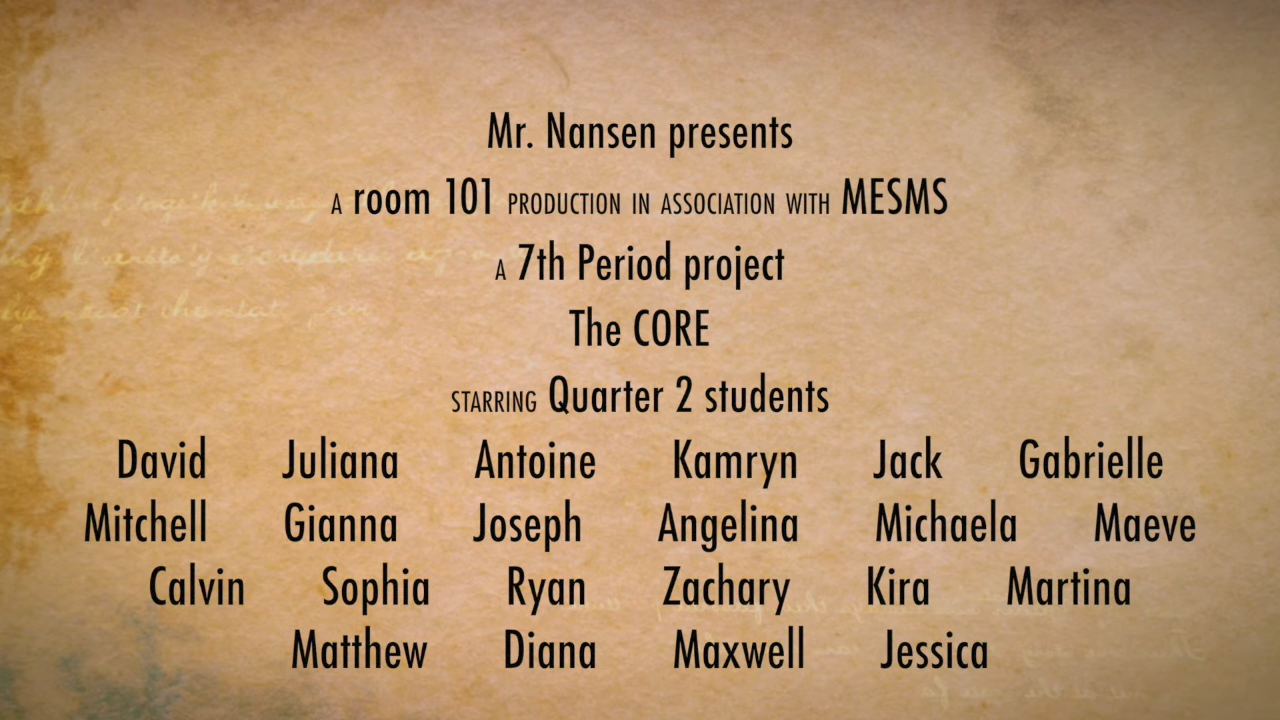 Mr. Nansen presents
A room 101 PRODUCTION IN ASSOCIATION WITH MESMS
A 7th Period project
The CORE
STARRING Quarter 2 students
David Juliana Antoine Kamryn Jack Gabrielle
Mitchell Gianna Joseph Angelina Michaela Maeve
Calvin Sophia Ryan Zachary Kira Martina
Matthew Diana Maxwell Jessica